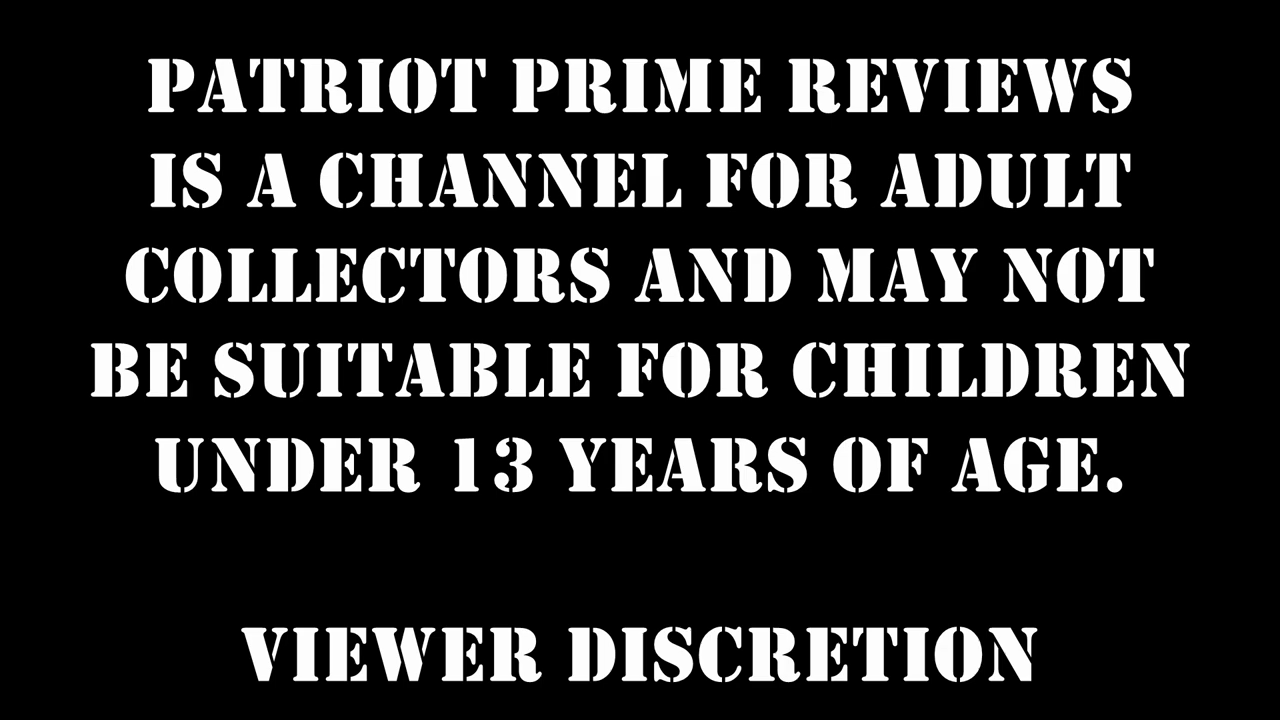 PATRIOT PRIME REVIEWS
IS A CHANNEL FOR ADULT
COLLECTORS AND MAY NOT
BE SUITABLE FOR CHILDREN
UNDER 13 YEARS OF AGE.
VIEWER DISCRETION